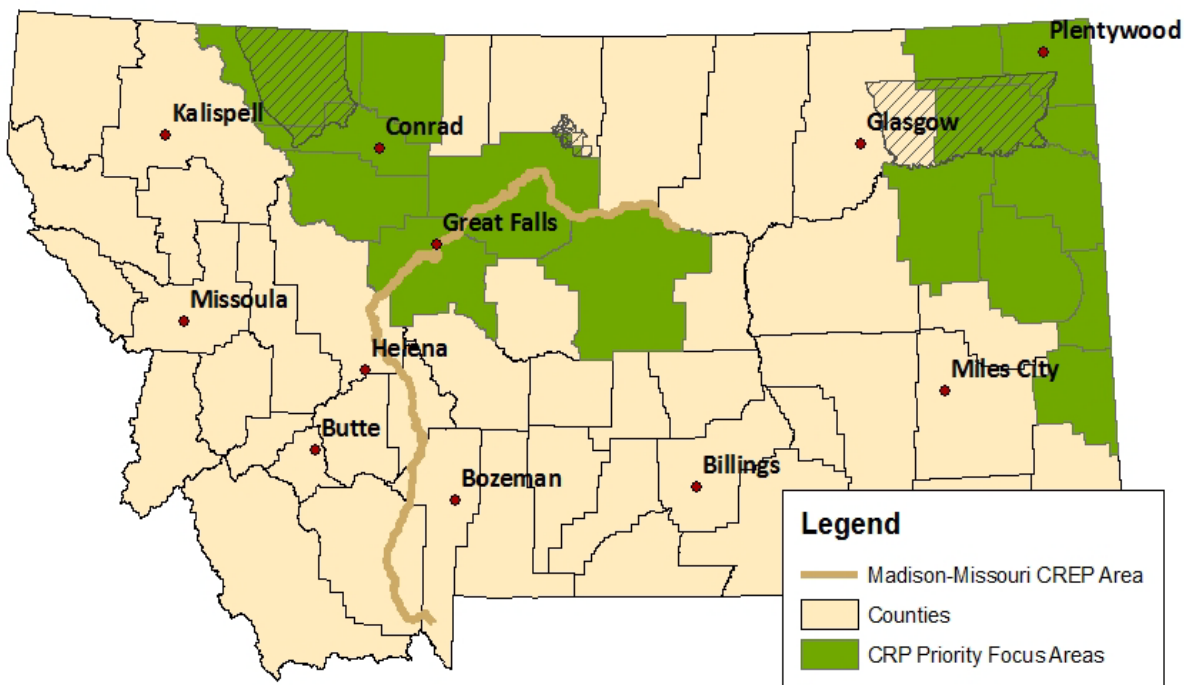 Plentywood
Kalispell
Conrad
Glasgow
Great Falls
Missoula
Helena
Miles City
Butte
Billings
Bozeman
Legend
Madison-Missouri CREP Area
Counties
CRP Priority Focus Areas